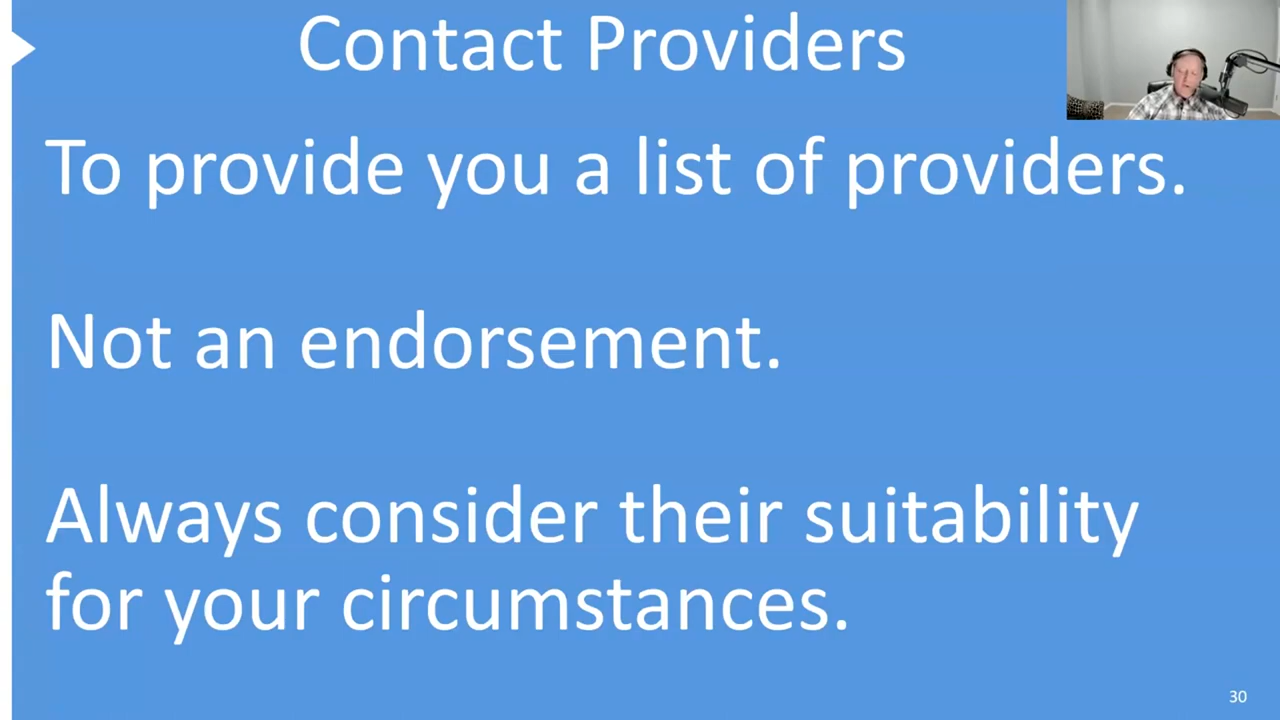 Contact Providers
To provide you a list of providers.
Not an endorsement.
Always consider their suitability
for your circumstances.
30